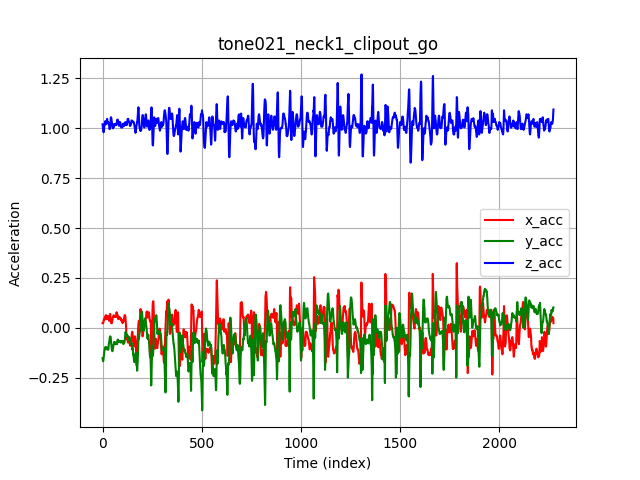 tone021_neck1_clipout_go
1.25
1.00
0.75
0.50
0.25
0.00
−0.25
Acceleration
x_acc
y_acc
z_acc
0
500
1000
1500
2000
Time (index)